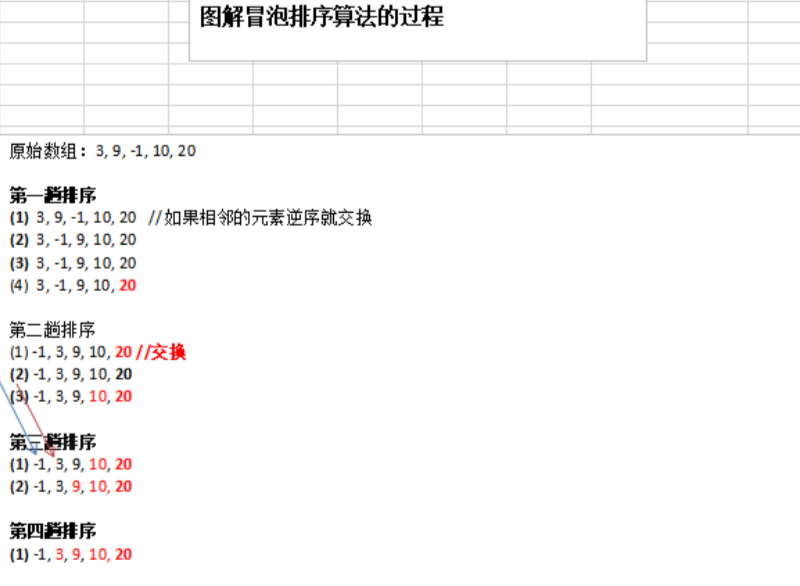 图解冒泡排序算法的过程
原始数组：3, 9, -1, 10, 20
第一趟排序
(1) 3, 9, -1, 10, 20 //如果相邻的元素逆序就交换
(2) 3, -1, 9, 10, 20
(3) 3, -1, 9, 10, 20
(4) 3, -1, 9, 10, 20
第二趟排序
(1) -1, 3, 9, 10, 20 //交换
(2) -1, 3, 9, 10, 20
(3) -1, 3, 9, 10, 20
第三趟排序
(1) -1, 3, 9, 10, 20
(2) -1, 3, 9, 10, 20
第四趟排序
(1) -1, 3, 9, 10, 20